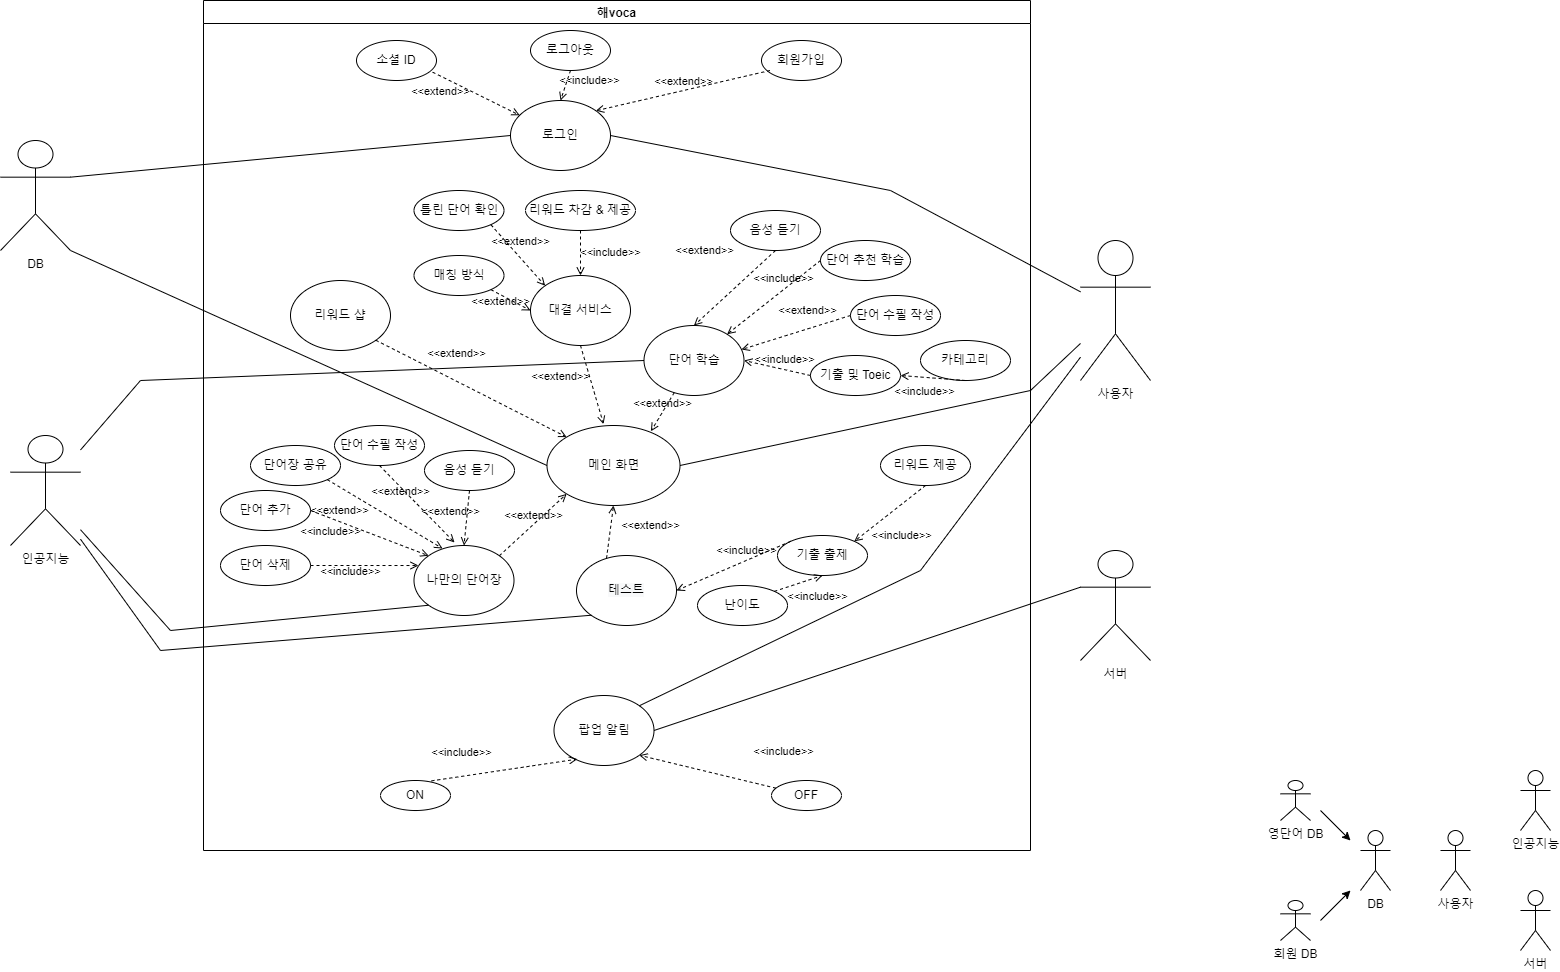 해voca
소셜 ID
로그아웃
회원가입
<<extend>>
<<include>>
<<extend>>
로그인
DB
틀린 단어 확인
리워드 차감 & 제공
음성 듣기
<<extend>>
<<include>>
<<extend>>
단어 추천 학습
매칭 방식
<<extend>>
<<include>>
리워드 샵
대결 서비스
<<extend>>
단어 수필 작성
<<extend>>
단어 학습
<<include>>
기출 및 Toeic
카테고리
<<extend>>
<<include>>
사용자
<<extend>>
단어 수필 작성
단어장 공유
음성 듣기
메인 화면
리워드 제공
<<extend>>
단어 추가
<<extend>>
<<extend>>
<<extend>>
<<include>>
<<extend>>
<<include>>
인공지능
단어 삭제
<<include>>
나만의 단어장
테스트
<<include>>
기출 출제
난이도
<<include>>
서버
팝업 알림
<<include>>
<<include>>
ON
OFF
영단어 DB
인공지능
DB
사용자
회원 DB
서버